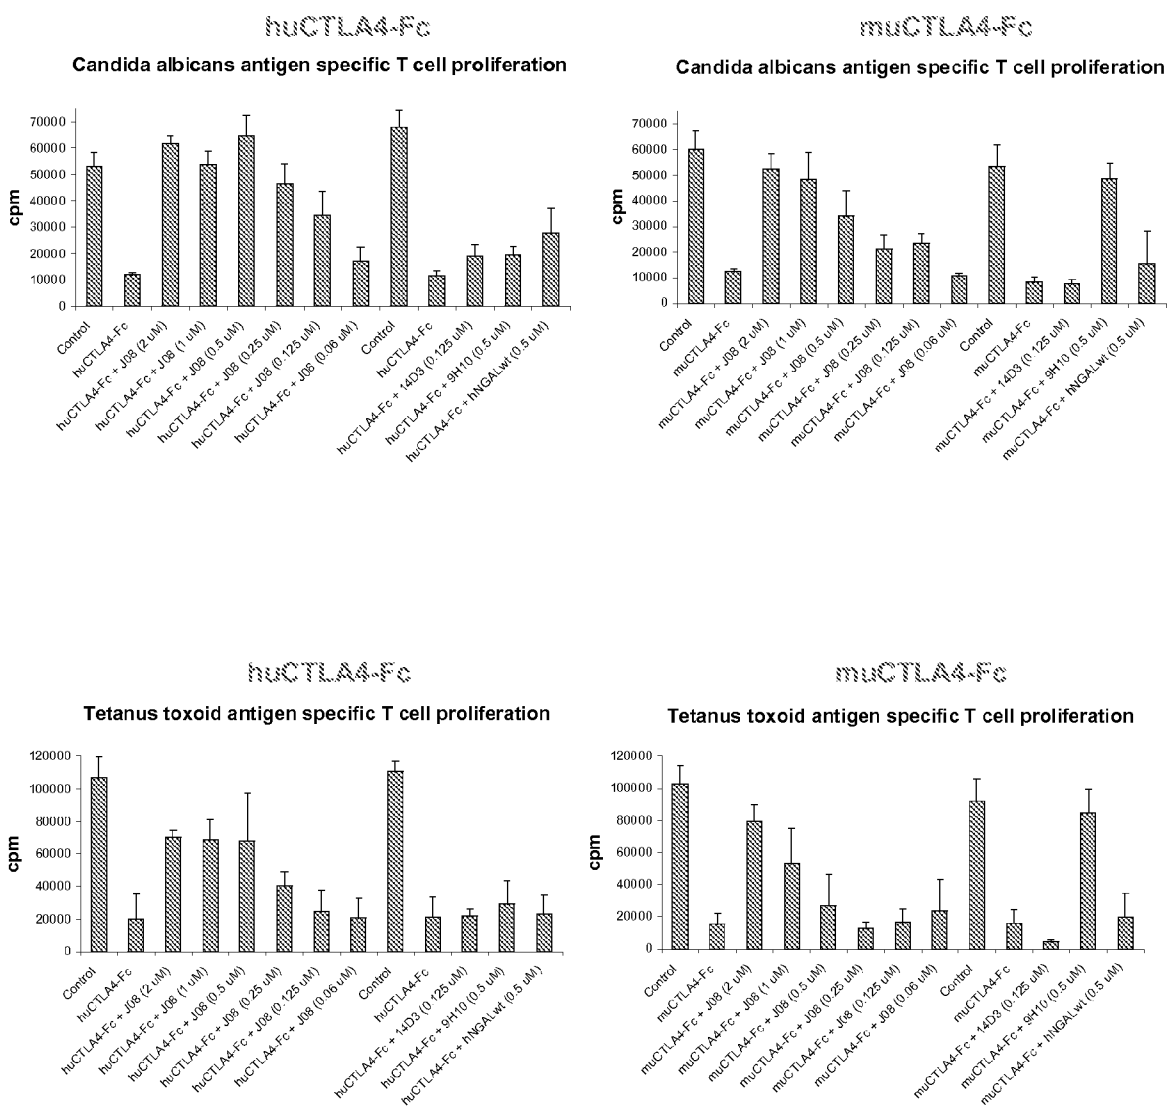 huCTLA4-Fc
Candida albicans antigen specific T cell proliferation
cpm
70000
60000
50000
40000
30000
20000
10000
0
Control
huCTLA4-Fc
huCTLA4-Fc + J08 (2 uM)
huCTLA4-Fc + J08 (1 uM)
huCTLA4-Fc + J08 (0.5 uM)
huCTLA4-Fc + J08 (0.25 uM)
huCTLA4-Fc + J08 (0.125 uM)
huCTLA4-Fc + J08 (0.06 uM)
Control
huCTLA4-Fc
huCTLA4-Fc + 14D3 (0.125 uM)
huCTLA4-Fc + 9H10 (0.5 uM)
huCTLA4-Fc + hNGALwt (0.5 uM)
muCTLA4-Fc
Candida albicans antigen specific T cell proliferation
cpm
70000
60000
50000
40000
30000
20000
10000
0
Control
muCTLA4-Fc
muCTLA4-Fc + J08 (2 uM)
muCTLA4-Fc + J08 (1 uM)
muCTLA4-Fc + J08 (0.5 uM)
muCTLA4-Fc + J08 (0.25 uM)
muCTLA4-Fc + J08 (0.125 uM)
muCTLA4-Fc + J08 (0.06 uM)
Control
muCTLA4-Fc
muCTLA4-Fc + 14D3 (0.125 uM)
muCTLA4-Fc + 9H10 (0.5 uM)
muCTLA4-Fc + hNGALwt (0.5 uM)
huCTLA4-Fc
Tetanus toxoid antigen specific T cell proliferation
cpm
120000
100000
80000
60000
40000
20000
0
Control
huCTLA4-Fc
huCTLA4-Fc + J08 (2 uM)
huCTLA4-Fc + J08 (1 uM)
huCTLA4-Fc + J08 (0.5 uM)
huCTLA4-Fc + J08 (0.25 uM)
huCTLA4-Fc + J08 (0.125 uM)
huCTLA4-Fc + J08 (0.06 uM)
Control
huCTLA4-Fc
huCTLA4-Fc + 14D3 (0.125 uM)
huCTLA4-Fc + 9H10 (0.5 uM)
huCTLA4-Fc + hNGALwt (0.5 uM)
muCTLA4-Fc
Tetanus toxoid antigen specific T cell proliferation
cpm
120000
100000
80000
60000
40000
20000
0
Control
muCTLA4-Fc
muCTLA4-Fc + J08 (2 uM)
muCTLA4-Fc + J08 (1 uM)
muCTLA4-Fc + J08 (0.5 uM)
muCTLA4-Fc + J08 (0.25 uM)
muCTLA4-Fc + J08 (0.125 uM)
muCTLA4-Fc + J08 (0.06 uM)
Control
muCTLA4-Fc
muCTLA4-Fc + 14D3 (0.125 uM)
muCTLA4-Fc + 9H10 (0.5 uM)
muCTLA4-Fc + hNGALwt (0.5 uM)